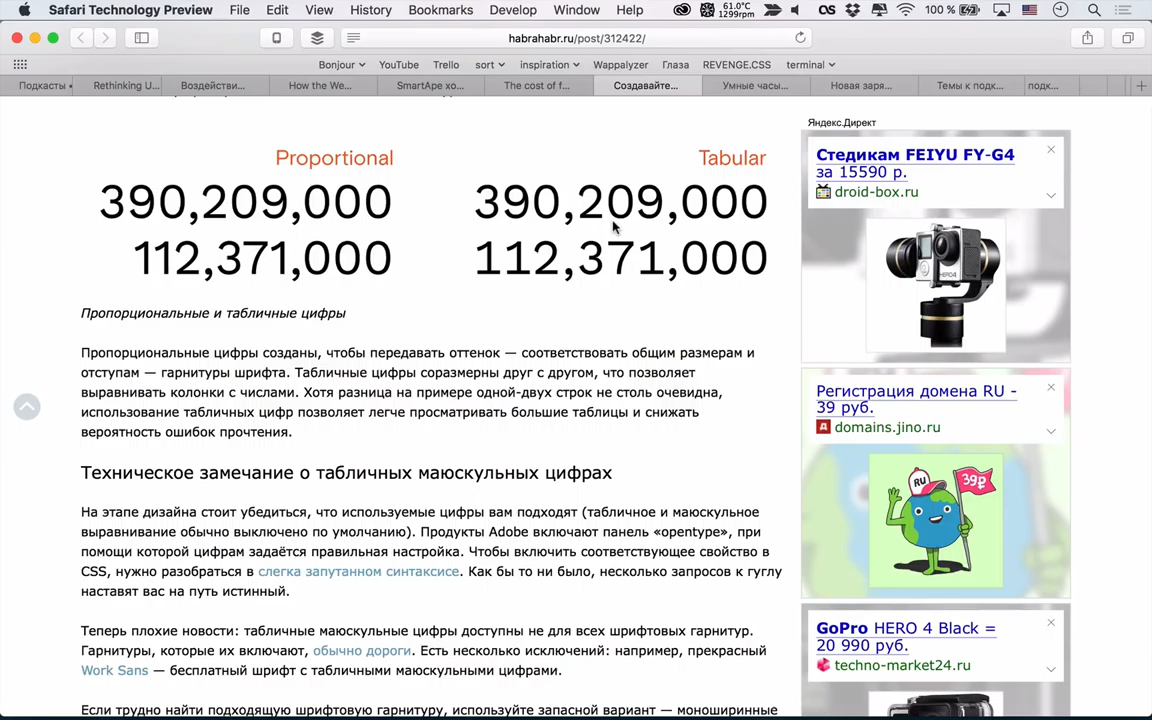 Safari Technology Preview File Edit View History Bookmarks Develop Window Help 61.0°C 1299rpm 100 %
habrahabr.ru/post/312422/
Bonjour YouTube Trello sort inspiration Wappalyzer Глаза REVENGE.CSS terminal
Подкасты Rethinking U... Воздействи... How the We... SmartApe хо... The cost of f... Создавайте... Умные часы... Новая заря... Темы к подк... подк...
Proportional Tabular
390,209,000 390,209,000
112,371,000 112,371,000
Пропорциональные и табличные цифры
Пропорциональные цифры созданы, чтобы передавать оттенок — соответствовать общим размерам и
отступам — гарнитуры шрифта. Табличные цифры соразмерны друг с другом, что позволяет
выравнивать колонки с числами. Хотя разница на примере одной-двух строк не столь очевидна,
использование табличных цифр позволяет легче просматривать большие таблицы и снижать
вероятность ошибок прочтения.
Техническое замечание о табличных маюскульных цифрах
На этапе дизайна стоит убедиться, что используемые цифры вам подходят (табличное и маюскульное
выравнивание обычно выключено по умолчанию). Продукты Adobe включают панель «opentype», при
помощи которой цифрам задаётся правильная настройка. Чтобы включить соответствующее свойство в
CSS, нужно разобраться в слегка запутанном синтаксисе. Как бы то ни было, несколько запросов к гуглу
наставят вас на путь истинный.
Теперь плохие новости: табличные маюскульные цифры доступны не для всех шрифтовых гарнитур.
Гарнитуры, которые их включают, обычно дороги. Есть несколько исключений: например, прекрасный
Work Sans — бесплатный шрифт с табличными маюскульными цифрами.
Если трудно найти подходящую шрифтовую гарнитуру, используйте запасной вариант — моноширинные
Яндекс.Директ
Стедикам FEIYU FY-G4
за 15590 р.
droid-box.ru
HERO4
Регистрация домена RU -
39 руб.
domains.jino.ru
RU
39₽
GoPro HERO 4 Black =
20 990 руб.
techno-market24.ru